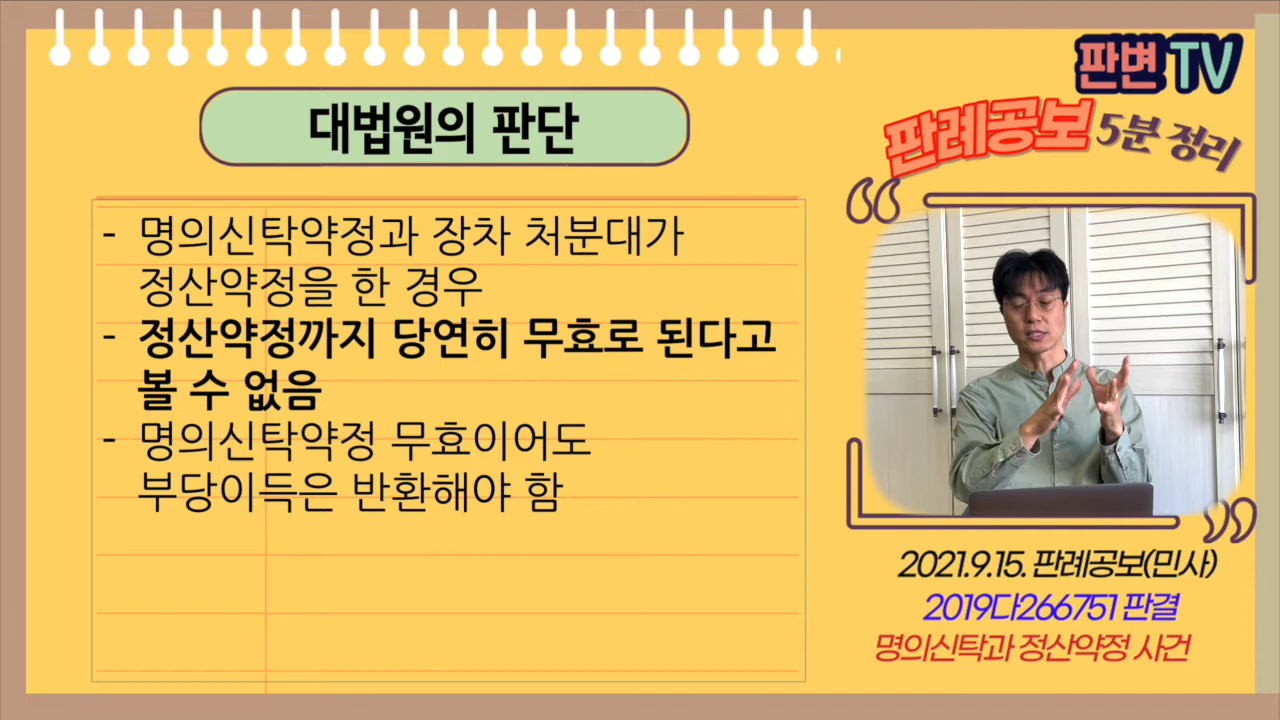 대법원의 판단
- 명의신탁약정과 장차 처분대가
정산약정을 한 경우
- 정산약정까지 당연히 무효로 된다고
볼 수 없음
- 명의신탁약정 무효이어도
부당이득은 반환해야 함
판변 TV
판례공보 5분 정리
2021.9.15. 판례공보(민사)
2019다266751 판결
명의신탁과 정산약정 사건